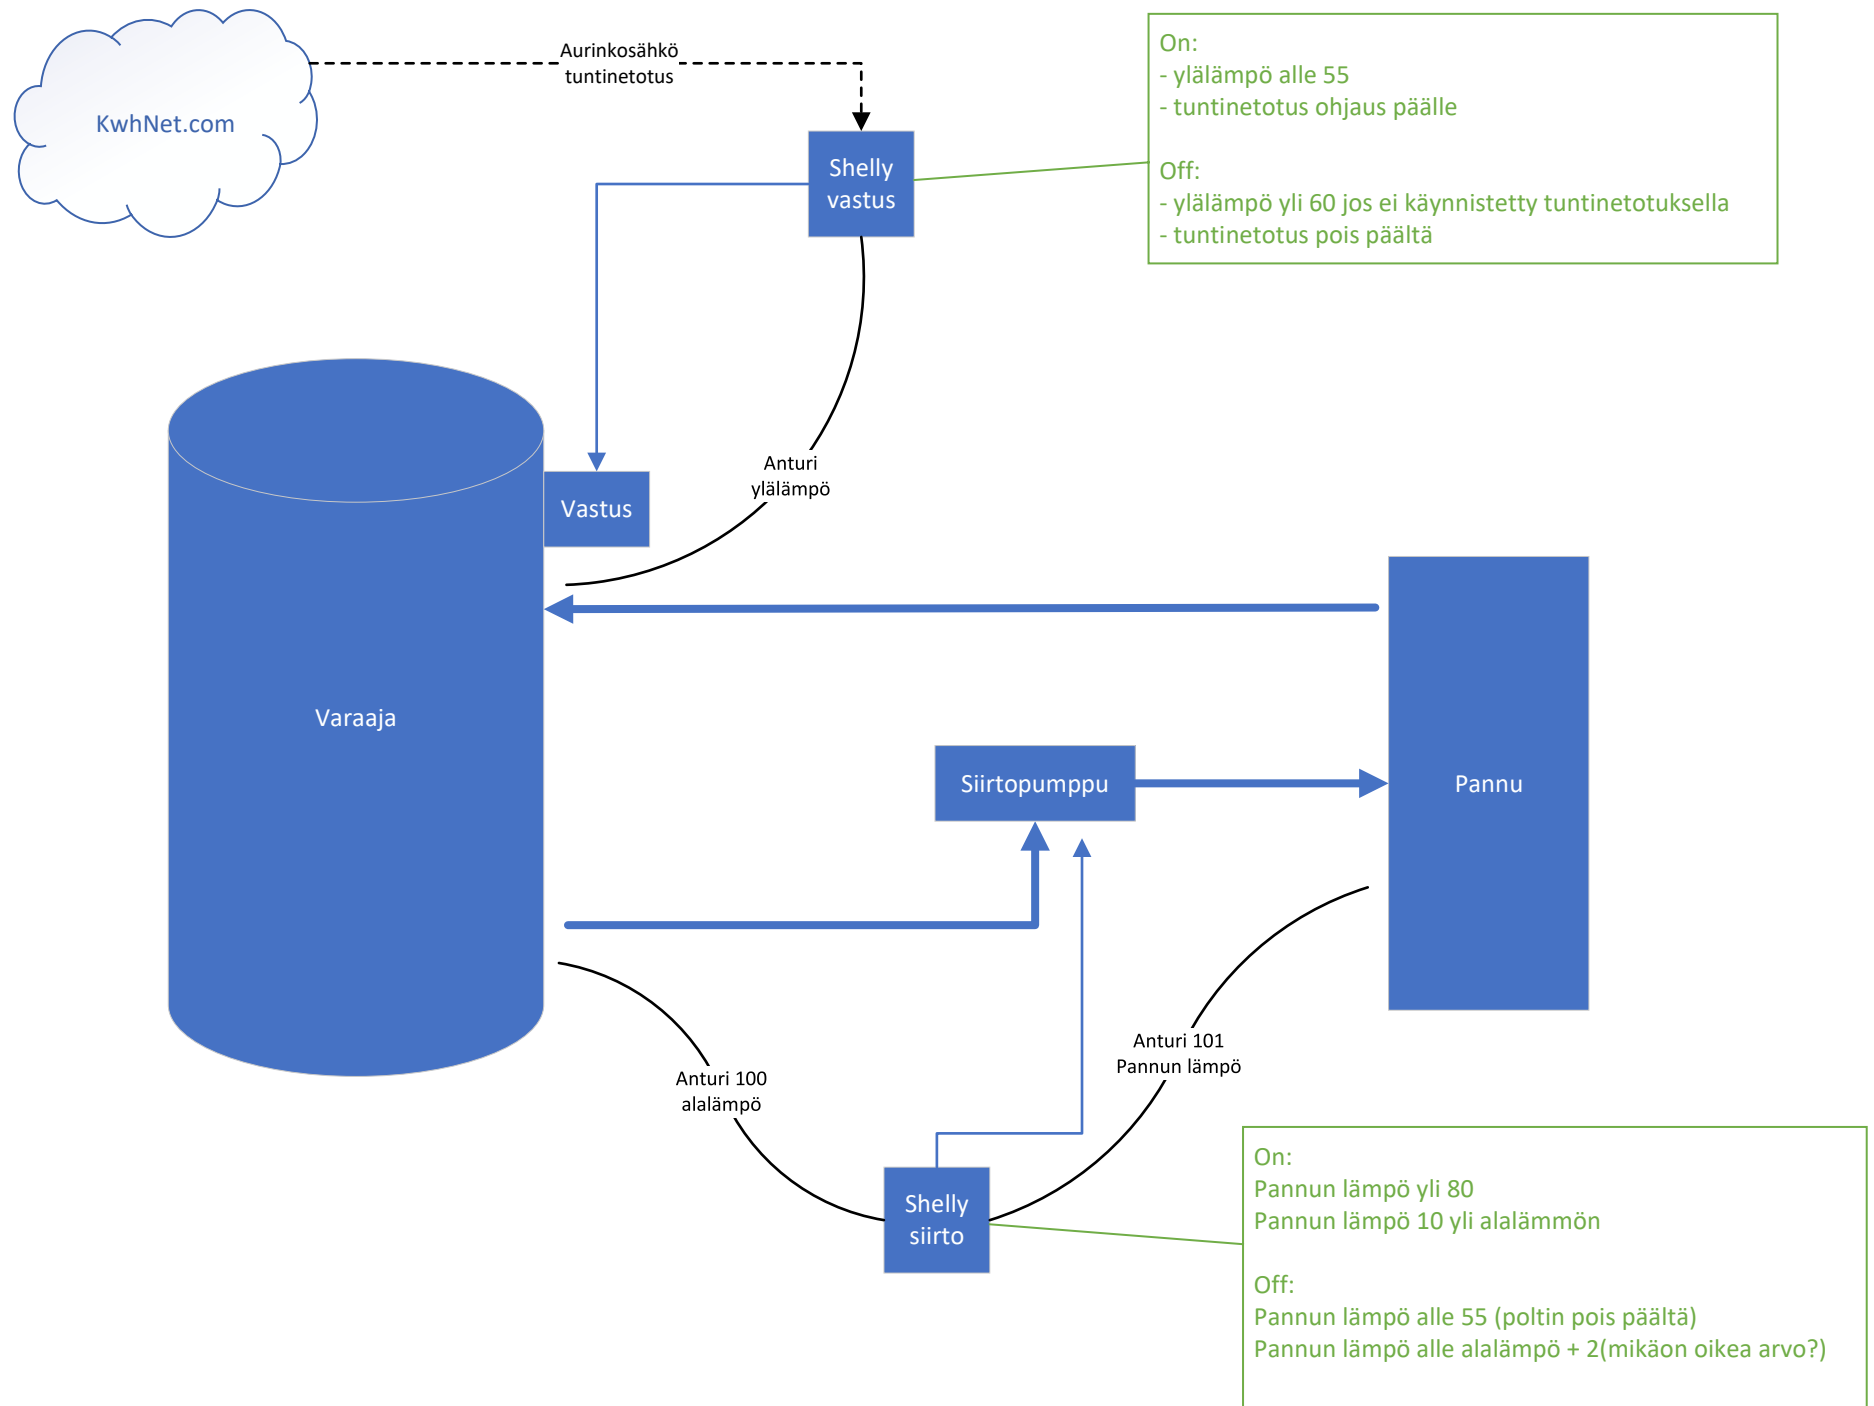 KwhNet.com
Aurinkosähkö
tuntinetotus
On:
- ylälämpö alle 55
- tuntinetotus ohjaus päälle
Off:
- ylälämpö yli 60 jos ei käynnistetty tuntinetotuksella
- tuntinetotus pois päältä
Shelly
vastus
Anturi
ylälämpö
Vastus
Varaaja
Siirtopumppu
Pannu
Anturi 101
Pannun lämpö
Anturi 100
alalämpö
Shelly
siirto
On:
Pannun lämpö yli 80
Pannun lämpö 10 yli alalämmön
Off:
Pannun lämpö alle 55 (poltin pois päältä)
Pannun lämpö alle alalämpö + 2(mikäon oikea arvo?)